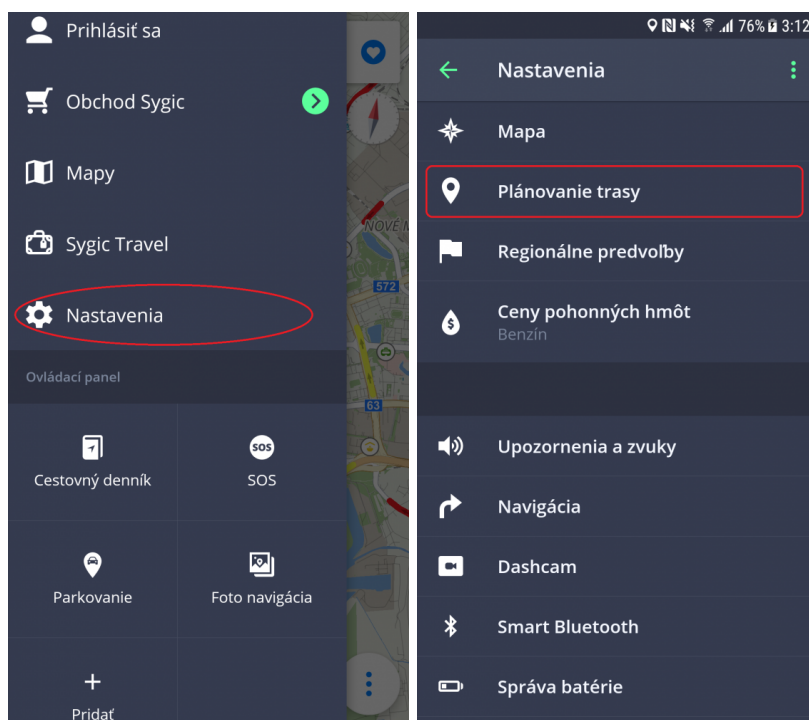 Prihlásiť sa
Obchod Sygic
Mapy
Sygic Travel
Nastavenia
Ovládací panel
Cestovný denník
SOS
SOS
Parkovanie
Foto navigácia
Pridať
NOVÉ
572
63
76% 3:12
Nastavenia
Mapa
Plánovanie trasy
Regionálne predvoľby
Ceny pohonných hmôt
Benzín
Upozornenia a zvuky
Navigácia
Dashcam
Smart Bluetooth
Správa batérie